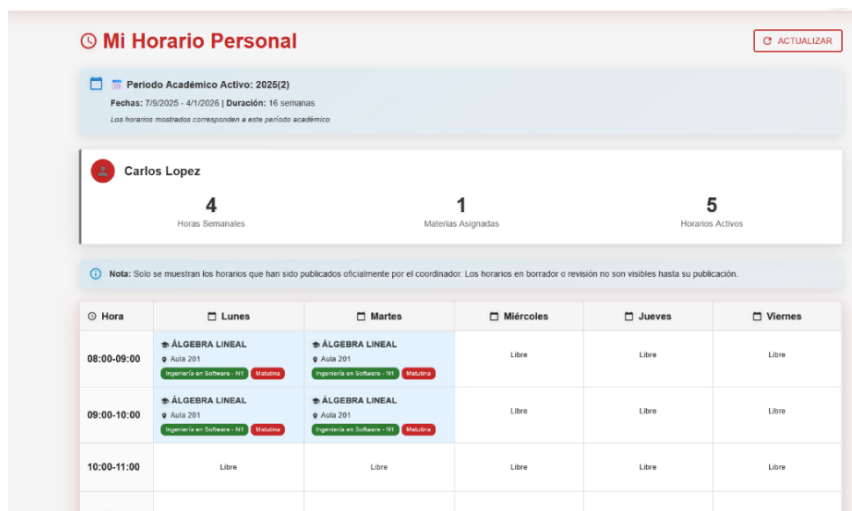 Mi Horario Personal
ACTUALIZAR
Periodo Académico Activo: 2025(2)
Fechas: 7/9/2025 - 4/1/2026 | Duración: 16 semanas
Los horarios mostrados corresponden a este período académico
Carlos Lopez
4 1 5
Horas Semanales Materias Asignadas Horarios Activos
Nota: Solo se muestran los horarios que han sido publicados oficialmente por el coordinador. Los horarios en borrador o revisión no son visibles hasta su publicación.
Hora Lunes Martes Miércoles Jueves Viernes
ÁLGEBRA LINEAL ÁLGEBRA LINEAL
08:00-09:00 Aula 201 Aula 201 Libre Libre Libre
Ingeniería en Software - N1 Matutina Ingeniería en Software - N1 Matutina
ÁLGEBRA LINEAL ÁLGEBRA LINEAL
09:00-10:00 Aula 201 Aula 201 Libre Libre Libre
Ingeniería en Software - N1 Matutina Ingeniería en Software - N1 Matutina
10:00-11:00 Libre Libre Libre Libre Libre